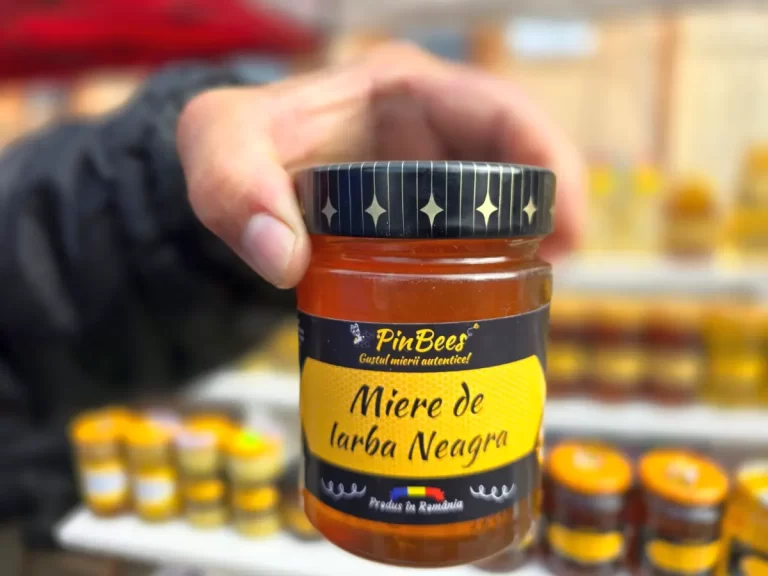 PinBees
Gustul mierii autentice!
Miere de
Iarba Neagra
Produs în România